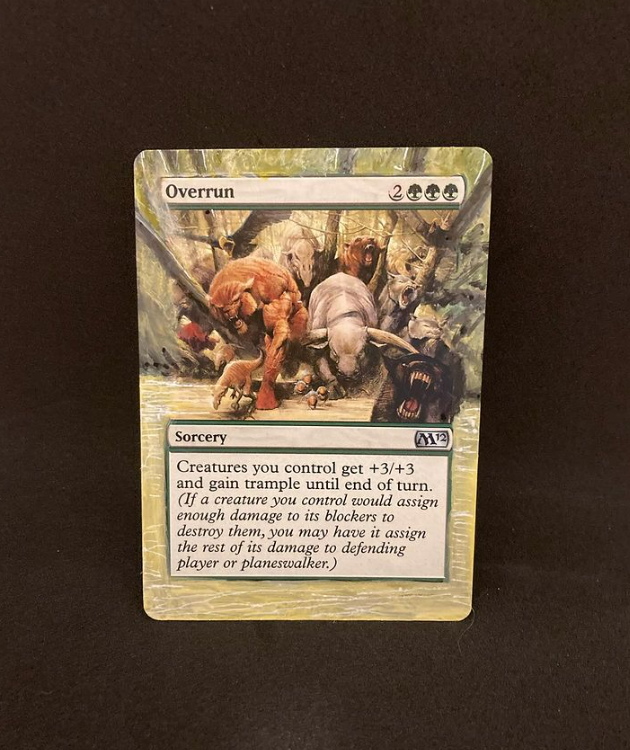 Overrun 2
Sorcery M12
Creatures you control get +3/+3
and gain trample until end of turn.
(If a creature you control would assign
enough damage to its blockers to
destroy them, you may have it assign
the rest of its damage to defending
player or planeswalker.)